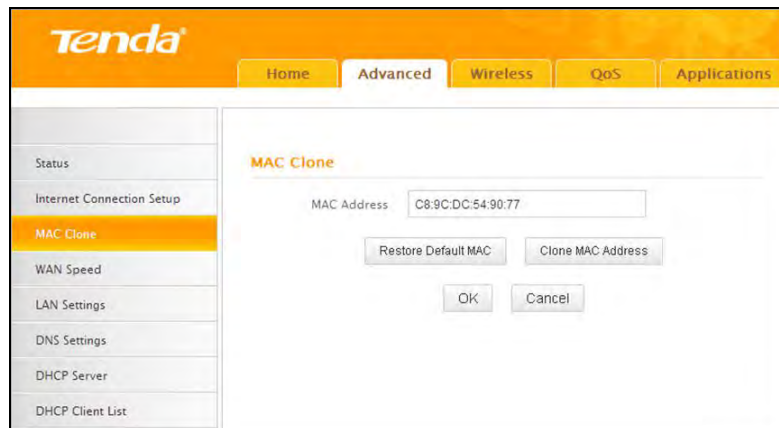 Tenda
Home Advanced Wireless QoS Applications
Status
Internet Connection Setup
MAC Clone
WAN Speed
LAN Settings
DNS Settings
DHCP Server
DHCP Client List
MAC Clone
MAC Address C8:9C:DC:54:90:77
Restore Default MAC Clone MAC Address
OK Cancel